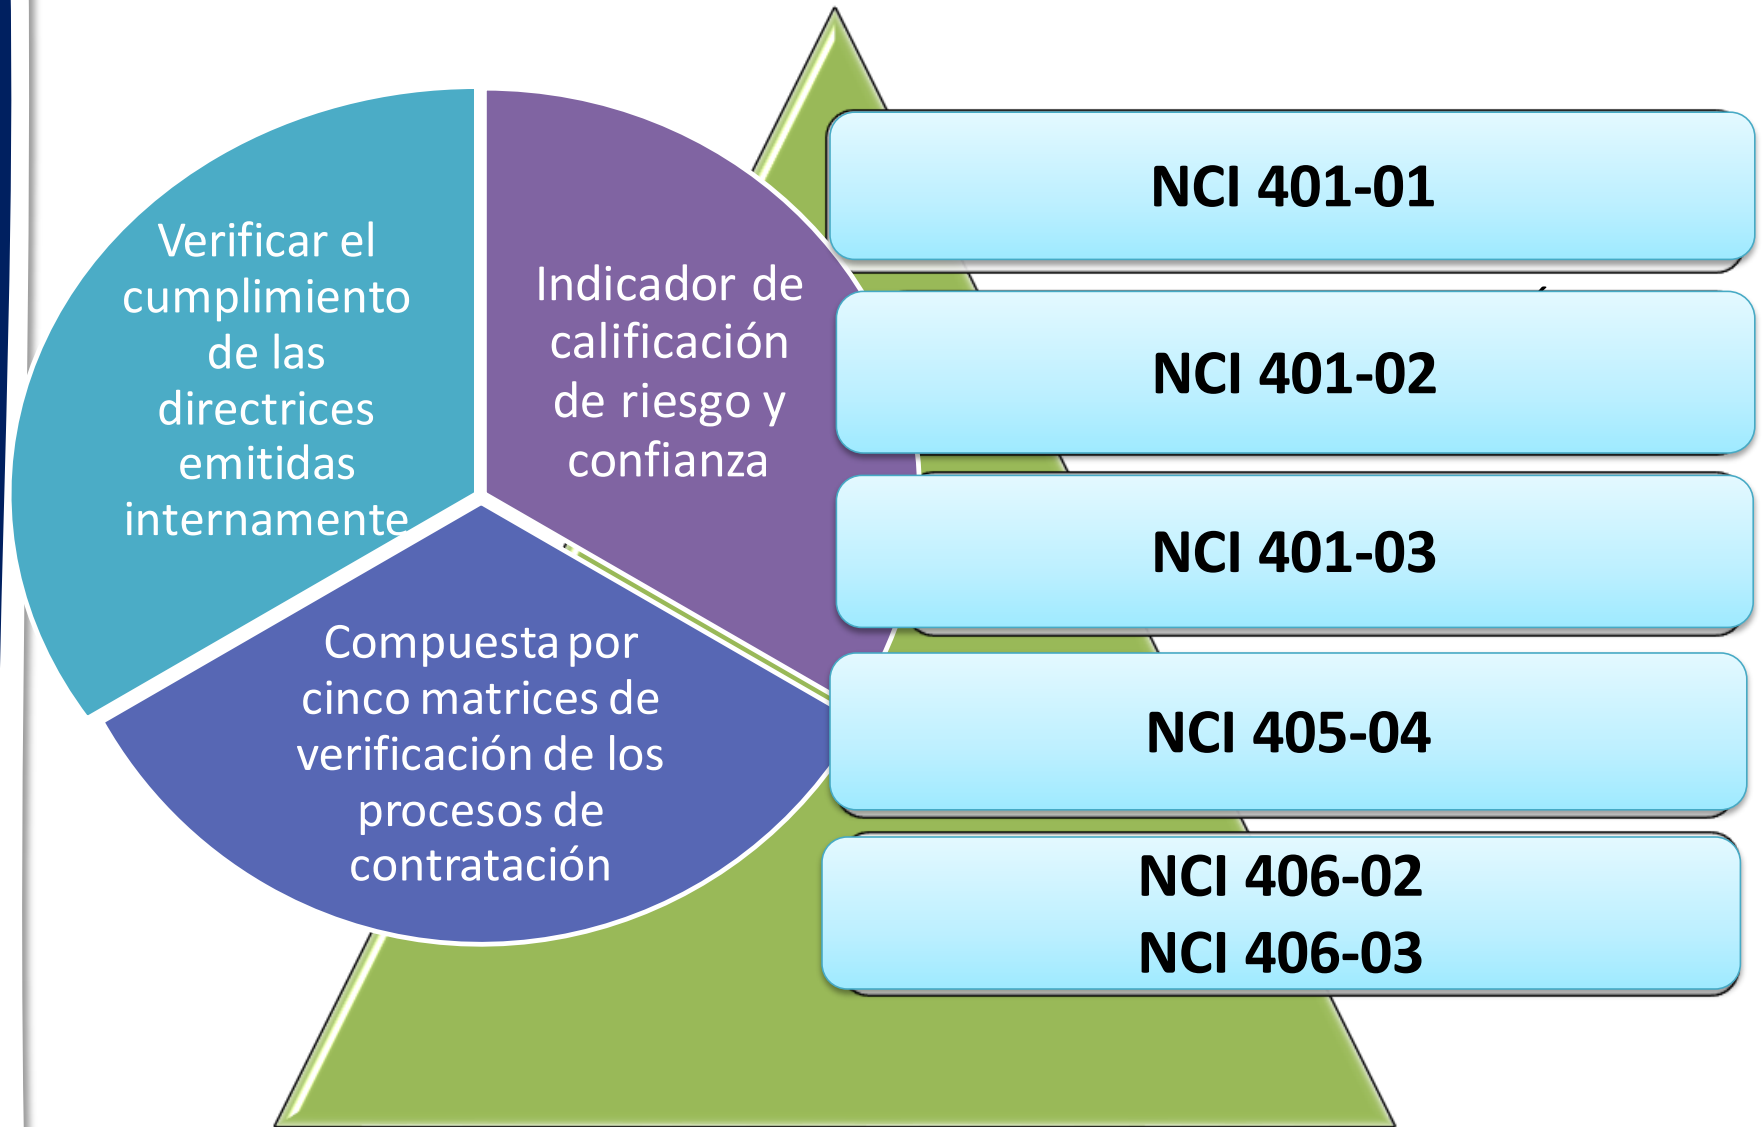 Verificar el
cumplimiento
de las
directrices
emitidas
internamente
Indicador de
calificación
de riesgo y
confianza
Compuesta por
cinco matrices de
verificación de los
procesos de
contratación
NCI 401-01
NCI 401-02
NCI 401-03
NCI 405-04
NCI 406-02
NCI 406-03